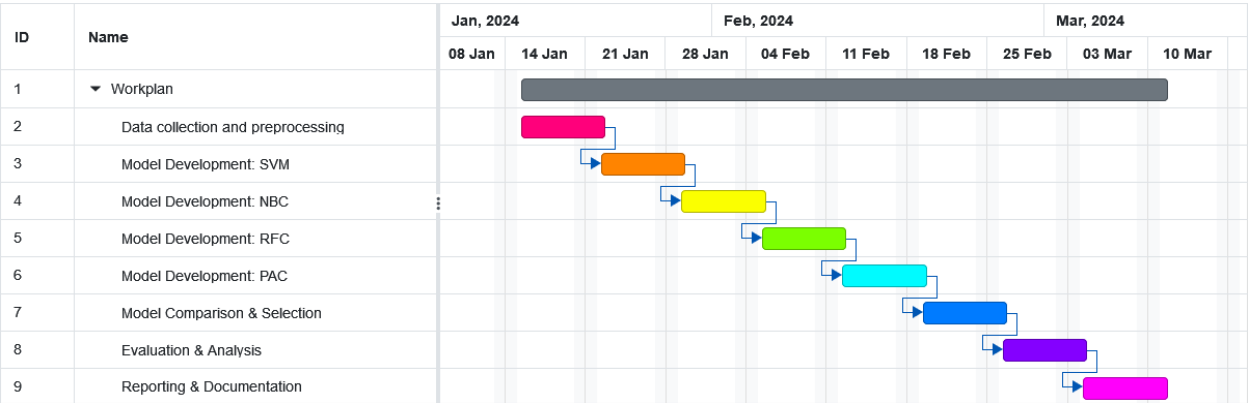 ID
Name
Jan, 2024
Feb, 2024
Mar, 2024
08 Jan
14 Jan
21 Jan
28 Jan
04 Feb
11 Feb
18 Feb
25 Feb
03 Mar
10 Mar
1 Workplan
2 Data collection and preprocessing
3 Model Development: SVM
4 Model Development: NBC
5 Model Development: RFC
6 Model Development: PAC
7 Model Comparison & Selection
8 Evaluation & Analysis
9 Reporting & Documentation